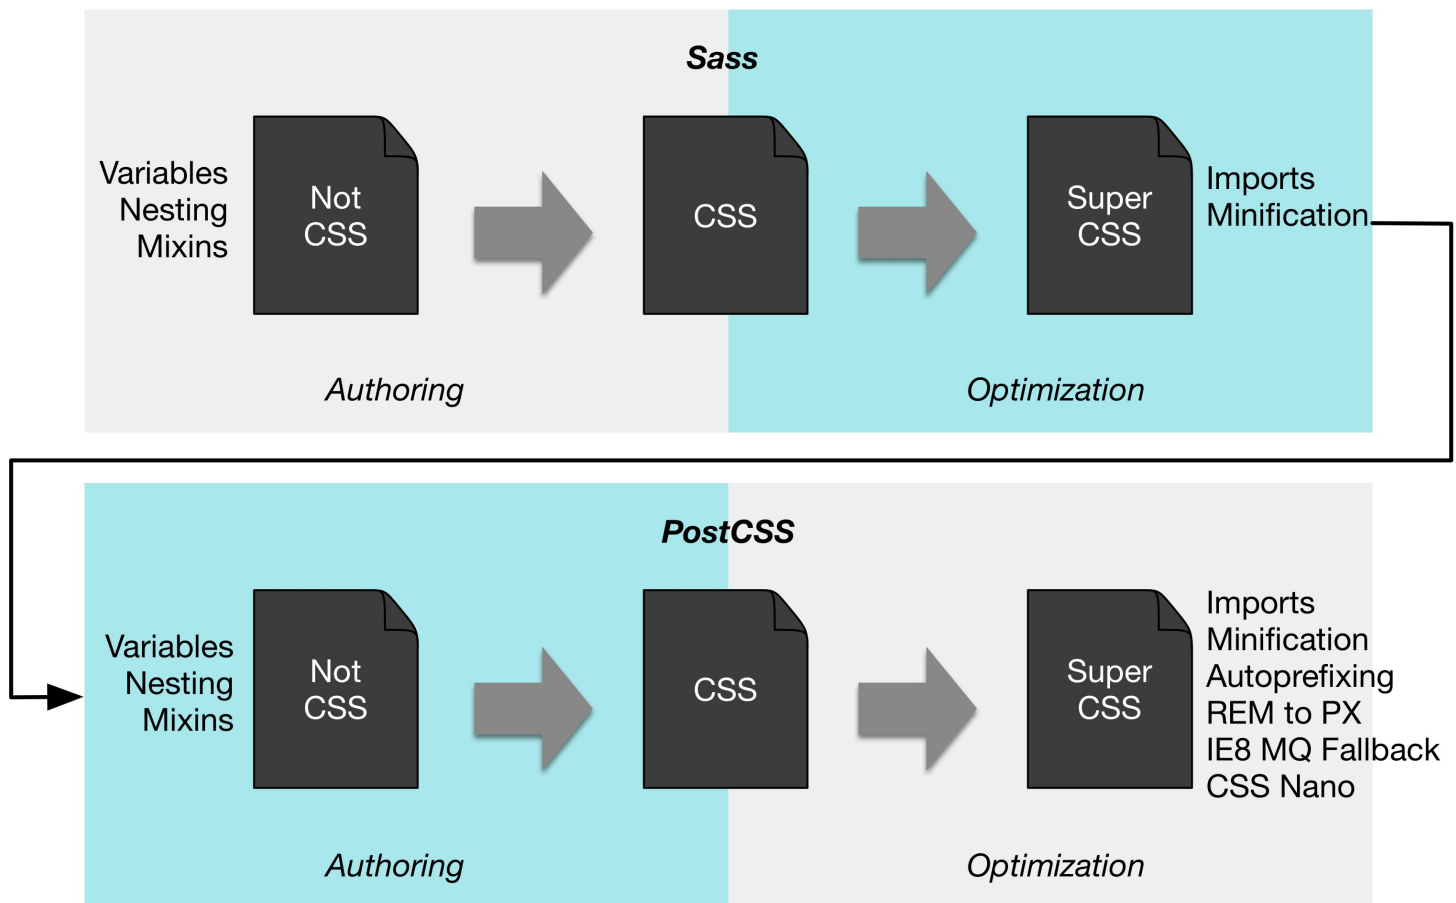 Sass
Variables
Nesting
Mixins
Not
CSS
CSS
Super
CSS
Imports
Minification
Authoring
Optimization
PostCSS
Variables
Nesting
Mixins
Not
CSS
CSS
Super
CSS
Imports
Minification
Autoprefixing
REM to PX
IE8 MQ Fallback
CSS Nano
Authoring
Optimization